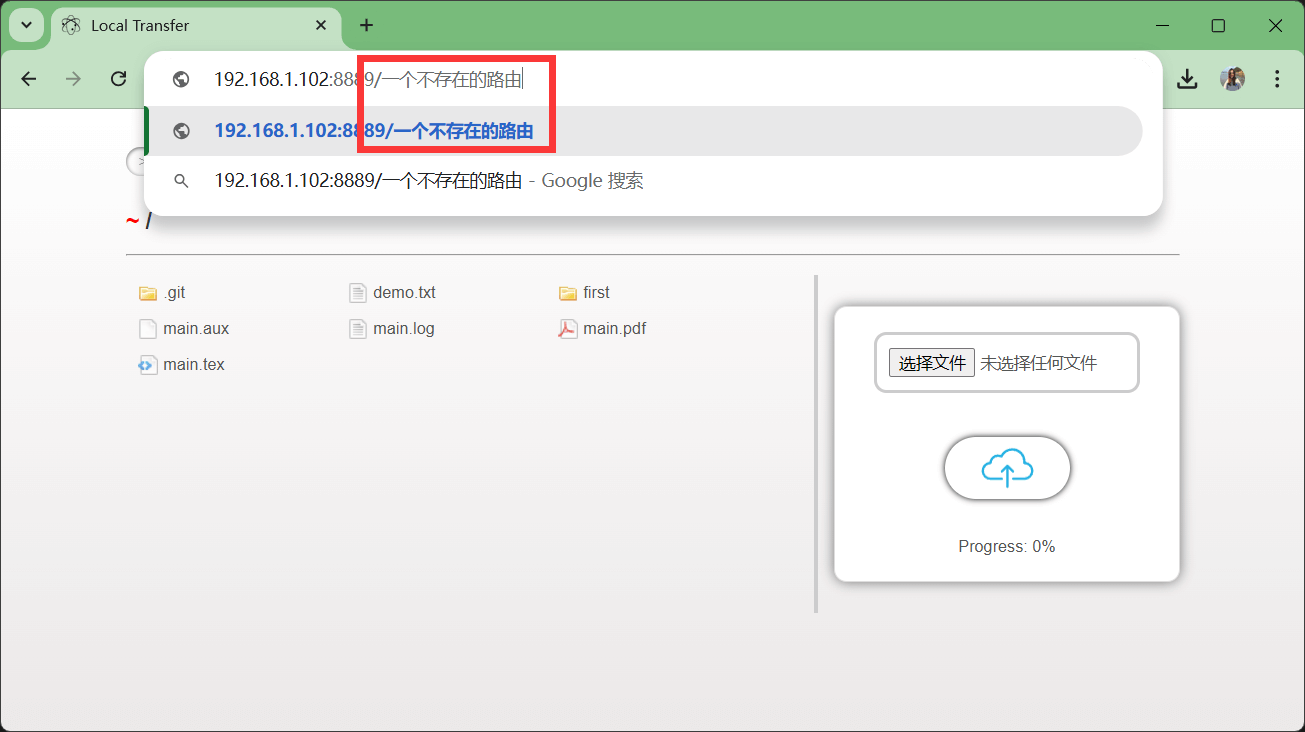 Local Transfer
192.168.1.102:8889/一个不存在的路由
192.168.1.102:8889/一个不存在的路由
192.168.1.102:8889/一个不存在的路由 - Google 搜索
~ /
.git
demo.txt
first
main.aux
main.log
main.pdf
main.tex
选择文件 未选择任何文件
Progress: 0%